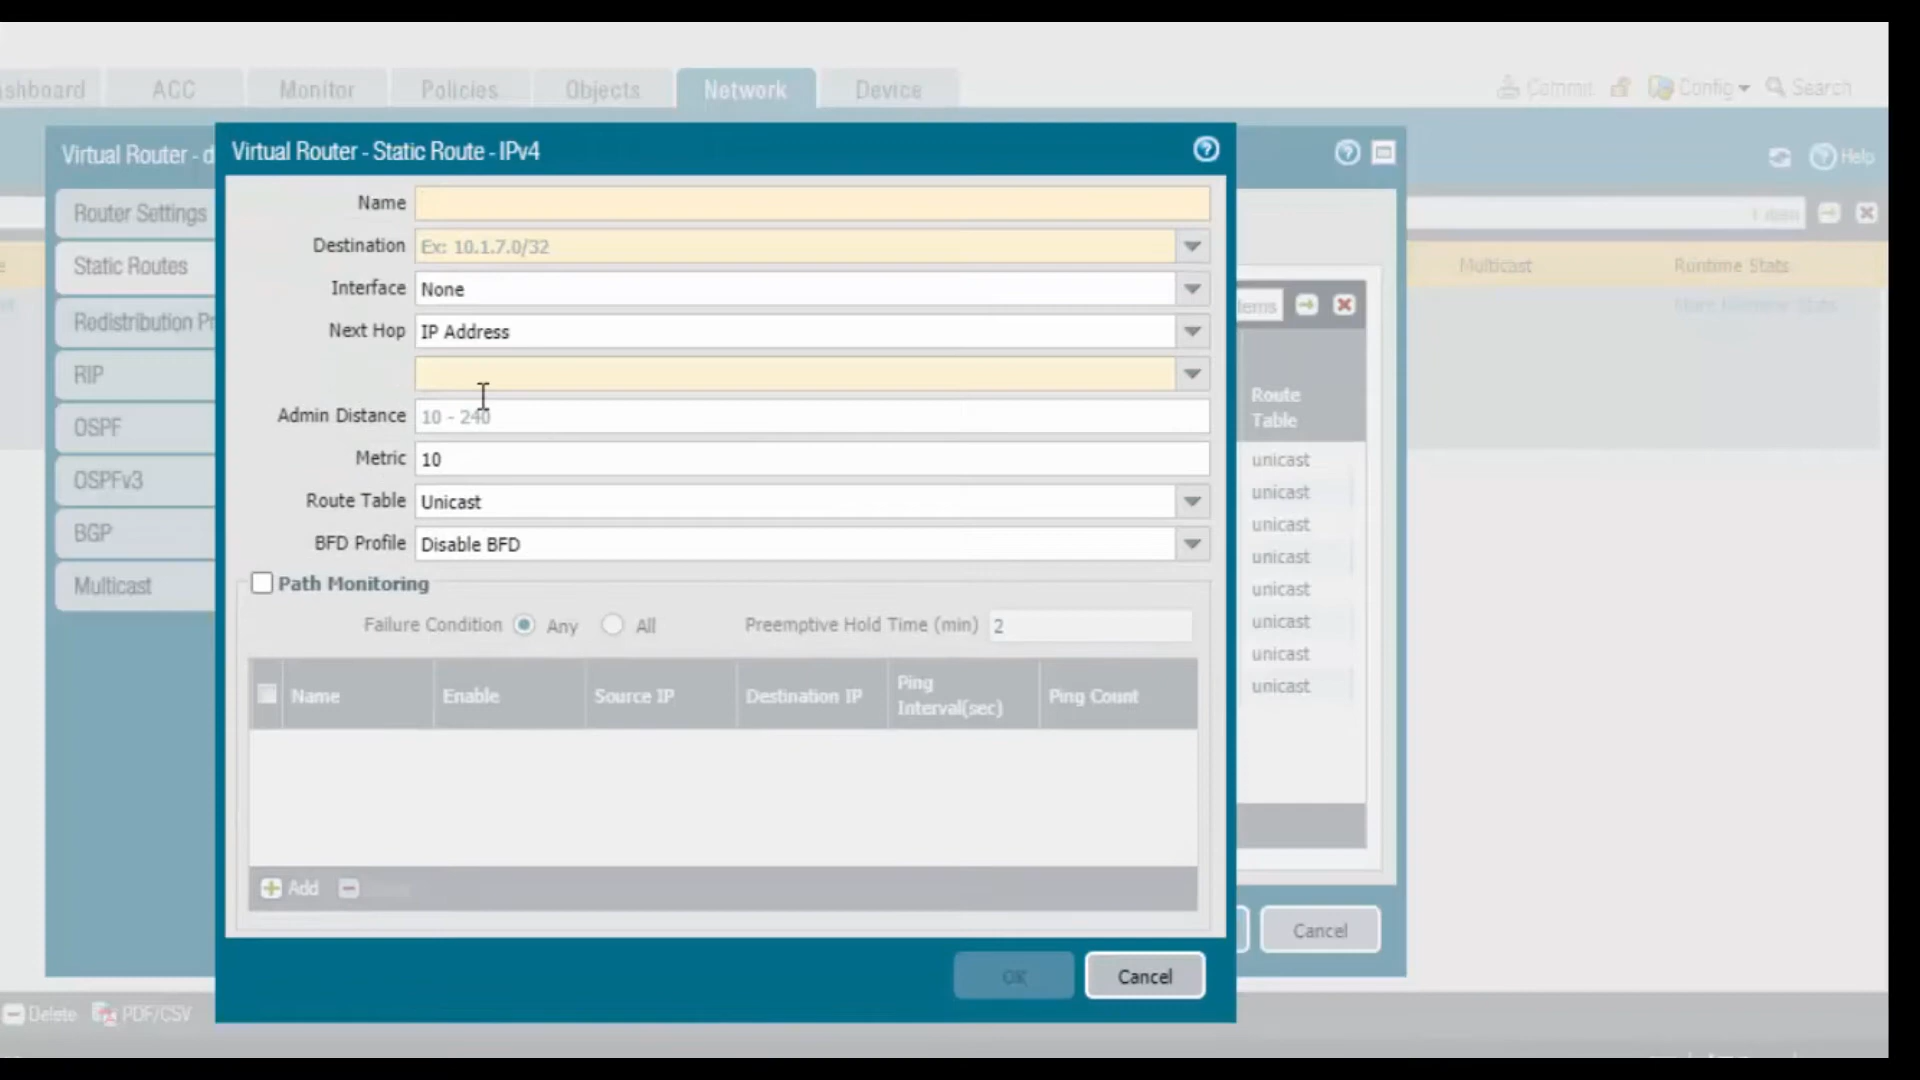 shboard ACC Monitor Policies Objects Network Device Commit Config Search
Virtual Router - d
Help
Router Settings
Static Routes
Redistribution Pr
RIP
OSPF
OSPFv3
BGP
Multicast
Virtual Router - Static Route - IPv4
Name
Destination Ex: 10.1.7.0/32
Interface None
Next Hop IP Address
Admin Distance 10 - 240
Metric 10
Route Table Unicast
BFD Profile Disable BFD
Path Monitoring
Failure Condition Any All Preemptive Hold Time (min) 2
Name Enable Source IP Destination IP Ping Interval(sec) Ping Count
Add
OK Cancel
Multicast Runtime Stats
More Runtime Stats
tems
Route
Table
unicast
unicast
unicast
unicast
unicast
unicast
unicast
unicast
Cancel
Delete PDF/CSV